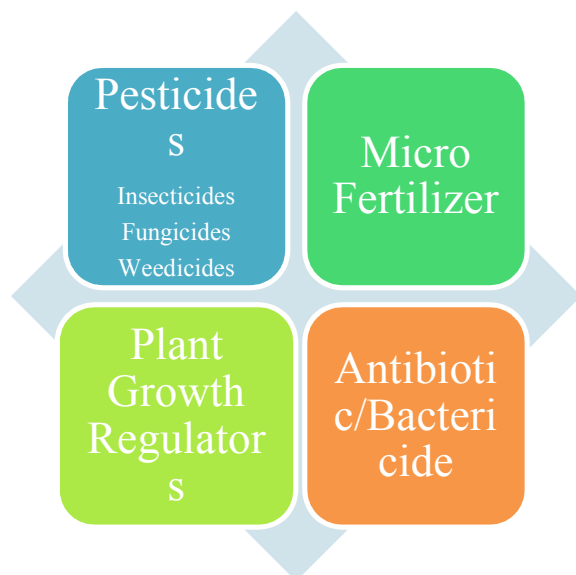 Pesticide
s
Insecticides
Fungicides
Weedicides
Micro
Fertilizer
Plant
Growth
Regulator
s
Antibioti
c/Bacteri
cide